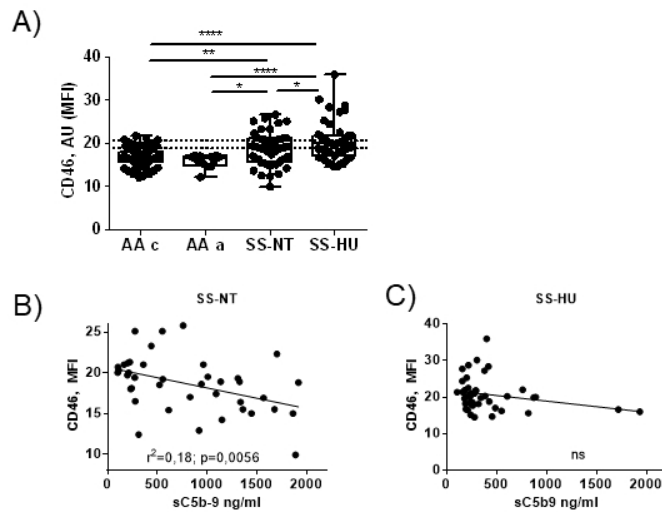 A)
****
**
****
* *
CD46, AU (MFI)
40
30
20
10
0
AA c AA a SS-NT SS-HU
B)
SS-NT
CD46, MFI
25
20
15
10
r²=0,18; p=0,0056
0 500 1000 1500 2000
sC5b-9 ng/ml
C)
SS-HU
CD46, MFI
40
30
20
10
0
ns
0 500 1000 1500 2000
sC5b9 ng/ml